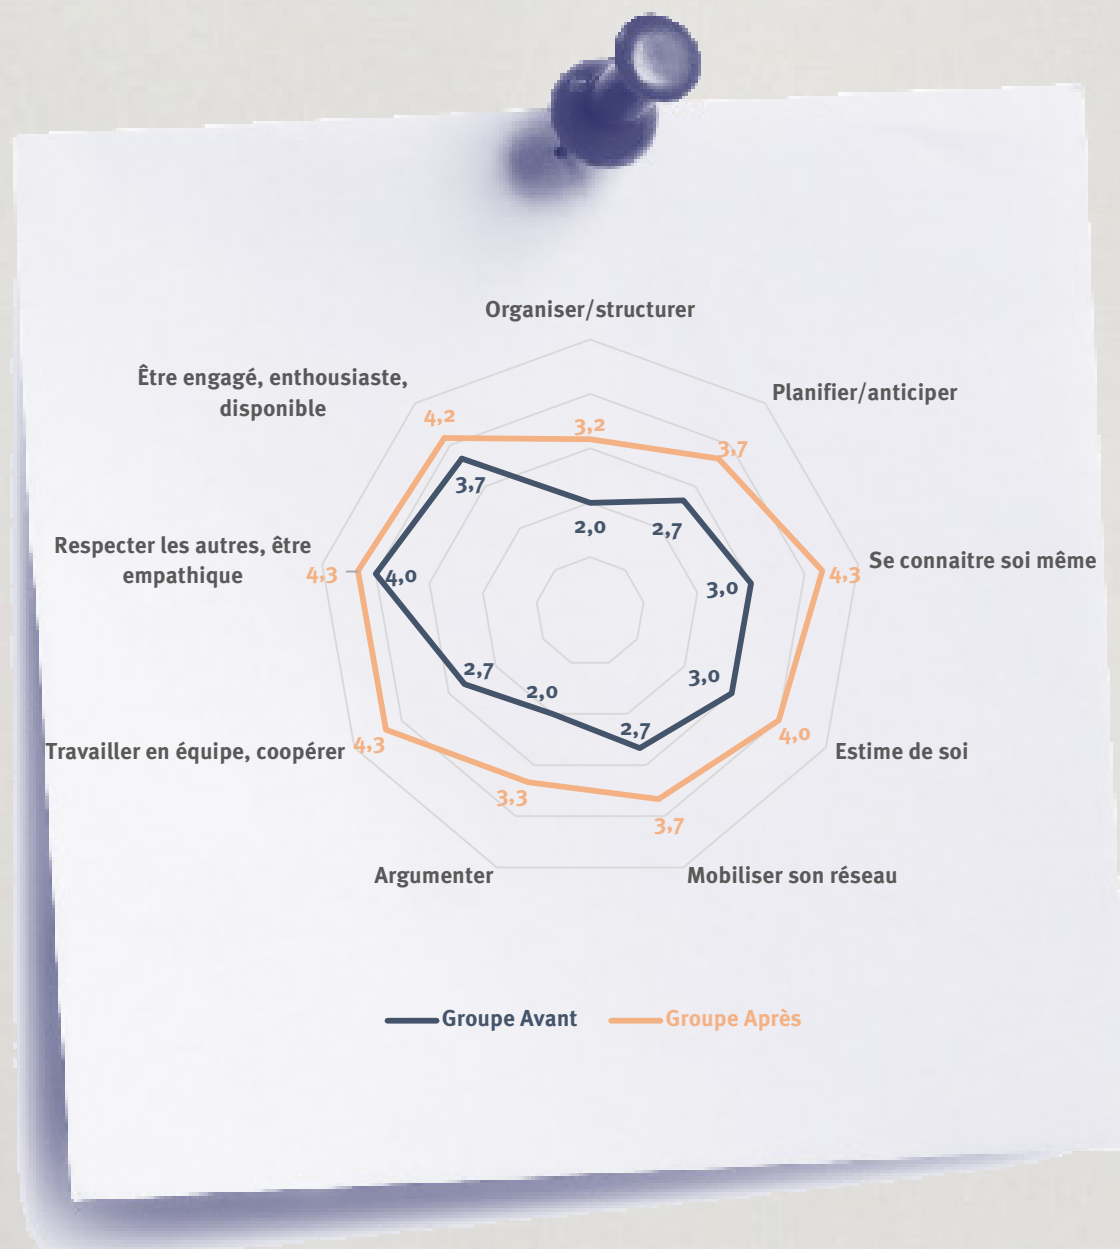 Organiser/structurer
Être engagé, enthousiaste,
disponible
Planifier/anticiper
4,2
3,2
3,7
3,7
2,0
2,7
Respecter les autres, être
empathique
4,3
4,0
3,0
4,3
Se connaitre soi même
2,7
2,0
2,7
3,0
Travailler en équipe, coopérer
4,3
3,3
3,7
4,0
Estime de soi
Argumenter
Mobiliser son réseau
Groupe Avant
Groupe Après